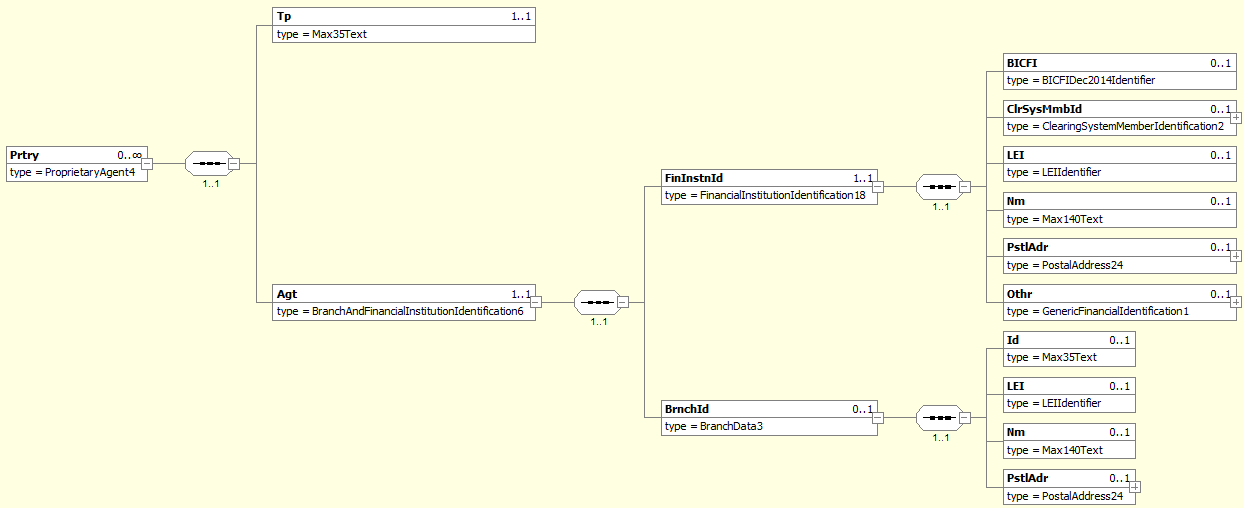 Tp 1..1
type = Max35Text
BICFI 0..1
type = BICFIDec2014Identifier
ClrSysMmbId 0..1
type = ClearingSystemMemberIdentification2
Prtry 0..∞
type = ProprietaryAgent4
1..1
LEI 0..1
type = LEIIdentifier
FinInstnId 1..1
type = FinancialInstitutionIdentification18
1..1
Nm 0..1
type = Max140Text
PstlAdr 0..1
type = PostalAddress24
Agt 1..1
type = BranchAndFinancialInstitutionIdentification6
1..1
Othr 0..1
type = GenericFinancialIdentification1
Id 0..1
type = Max35Text
LEI 0..1
type = LEIIdentifier
BrnchId 0..1
type = BranchData3
1..1
Nm 0..1
type = Max140Text
PstlAdr 0..1
type = PostalAddress24